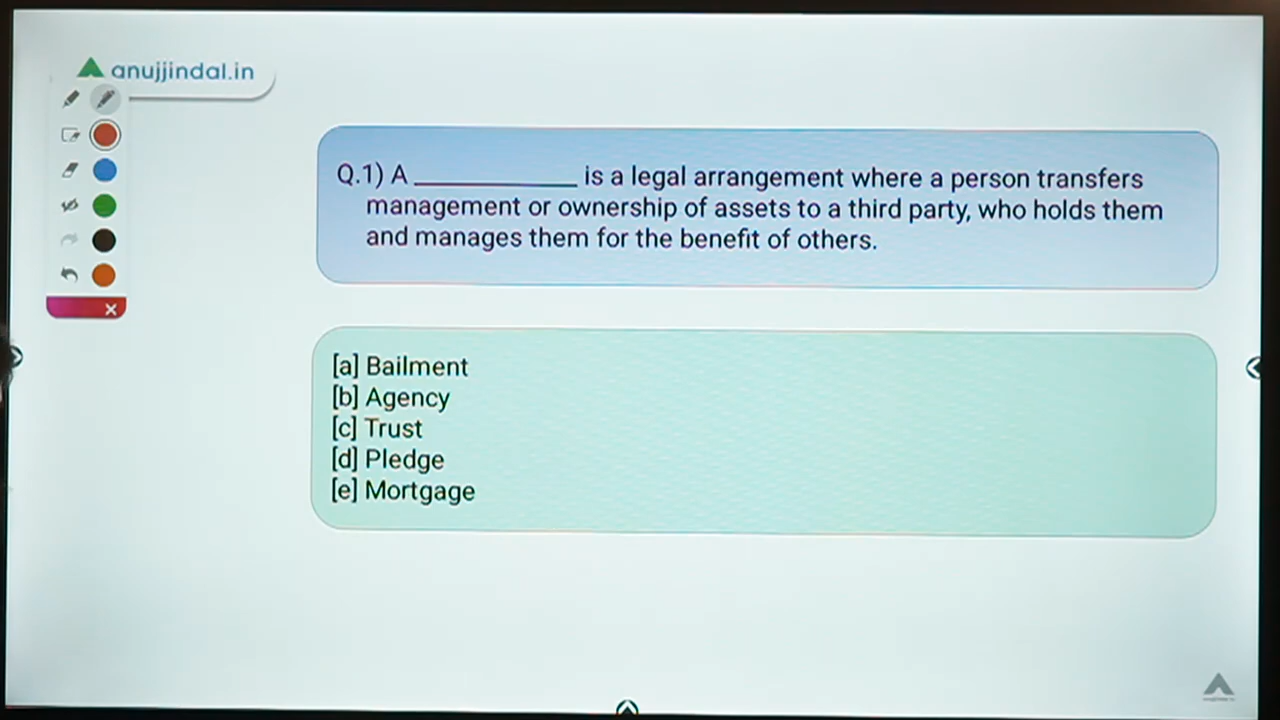 anujjindal.in
Q.1) A ____________ is a legal arrangement where a person transfers
management or ownership of assets to a third party, who holds them
and manages them for the benefit of others.
[a] Bailment
[b] Agency
[c] Trust
[d] Pledge
[e] Mortgage